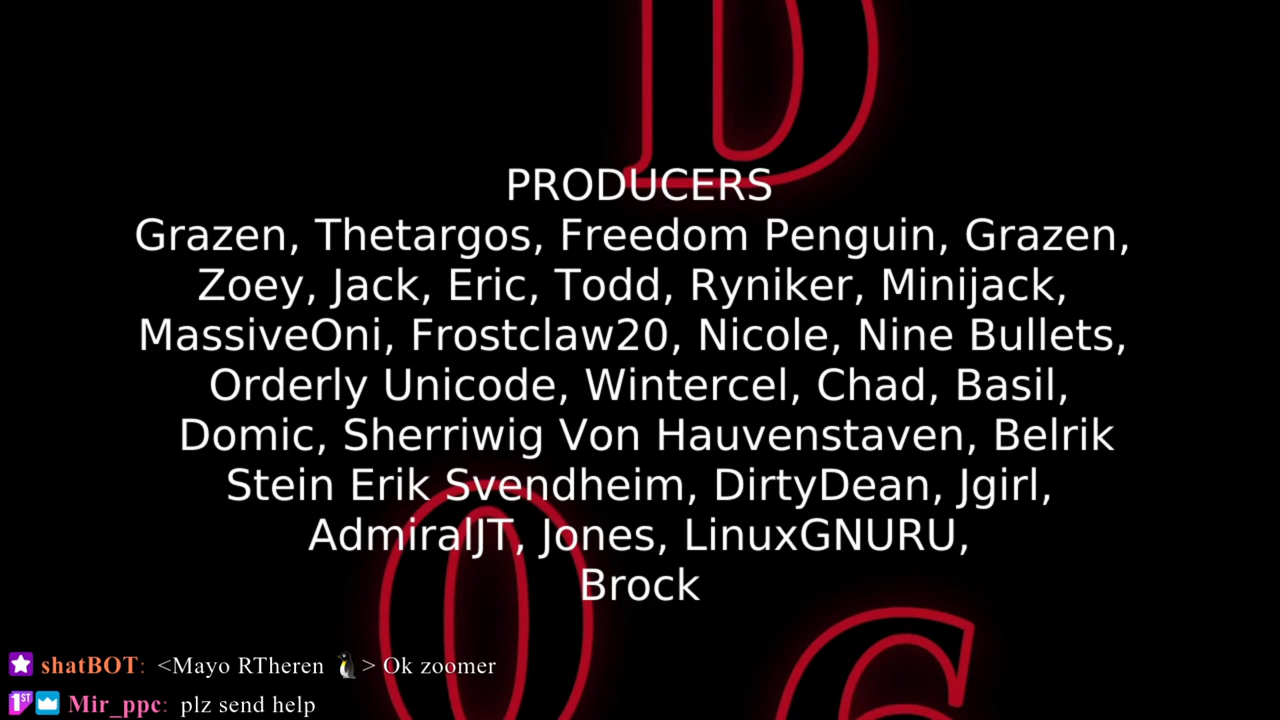 D
PRODUCERS
Grazen, Thetargos, Freedom Penguin, Grazen,
Zoey, Jack, Eric, Todd, Ryniker, Minijack,
MassiveOni, Frostclaw20, Nicole, Nine Bullets,
Orderly Unicode, Wintercel, Chad, Basil,
Domic, Sherriwig Von Hauvenstaven, Belrik
Stein Erik Svendheim, DirtyDean, Jgirl,
AdmiralJT, Jones, LinuxGNURU,
Brock
O G
shatBOT: <Mayo RTheren 🐧> Ok zoomer
1ST Mir_ppc: plz send help